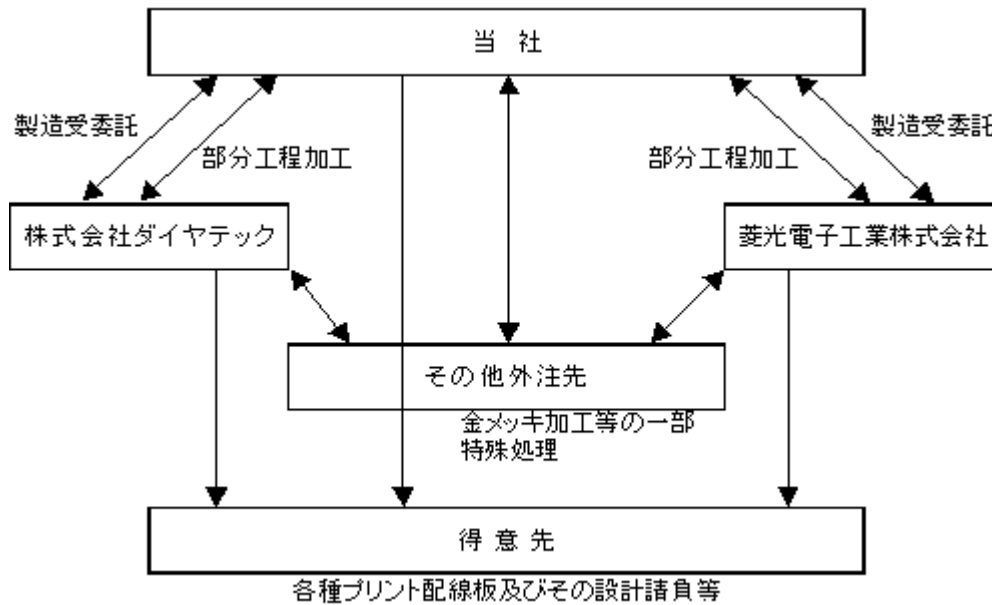 当 社
製造受委託
部分工程加工
部分工程加工
製造受委託
株式会社ダイヤテック
菱光電子工業株式会社
その他外注先
金メッキ加工等の一部
特殊処理
得 意 先
各種プリント配線板及びその設計請負等